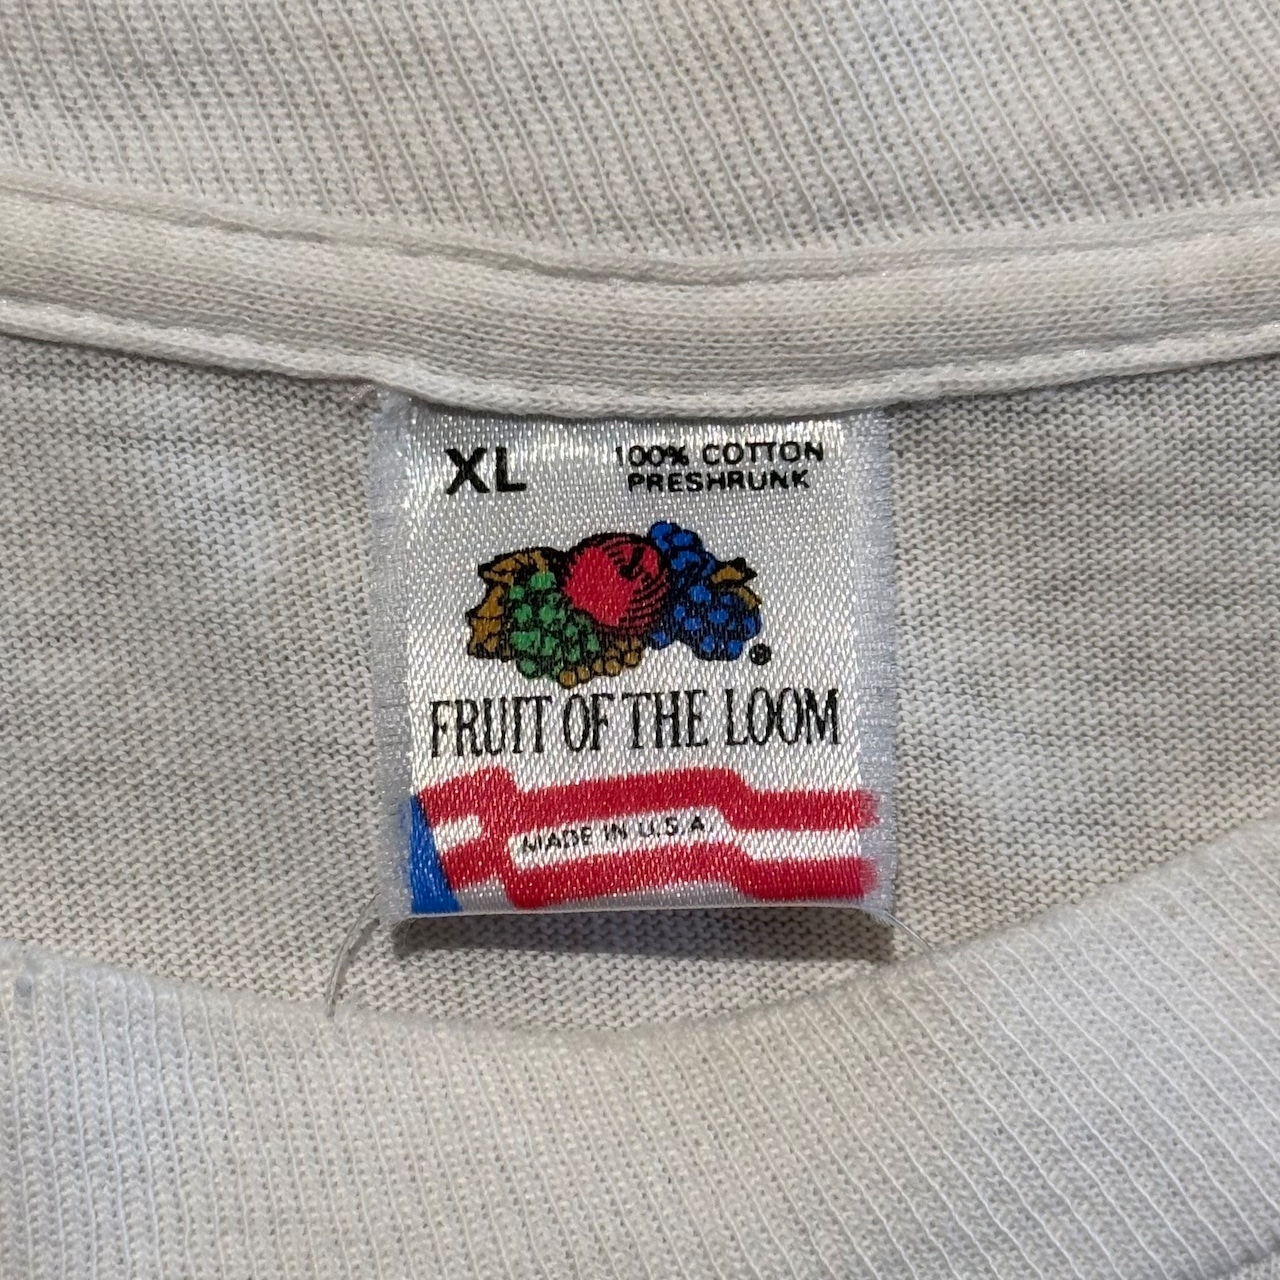 XL
100% COTTON
PRESHRUNK
®
FRUIT OF THE LOOM
MADE IN U.S.A.